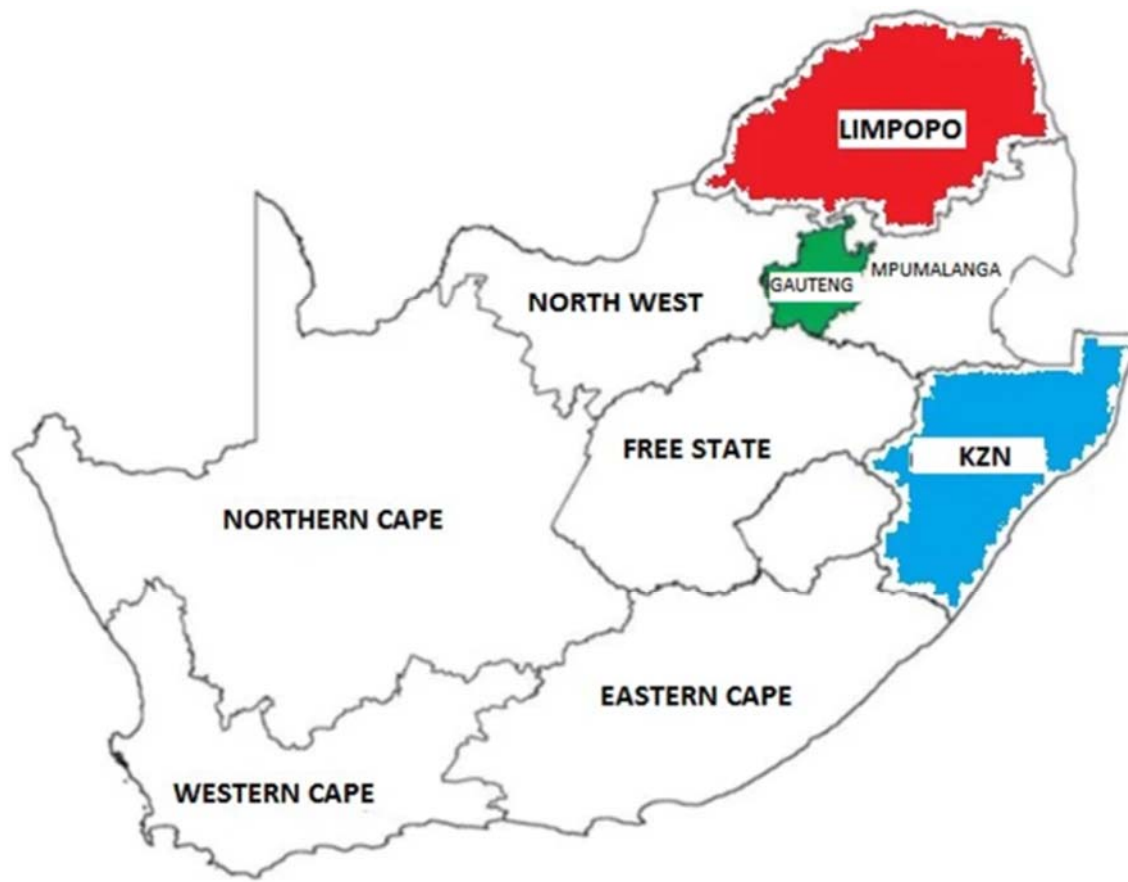 LIMPOPO
MPUMALANGA
GAUTENG
NORTH WEST
FREE STATE
KZN
NORTHERN CAPE
EASTERN CAPE
WESTERN CAPE